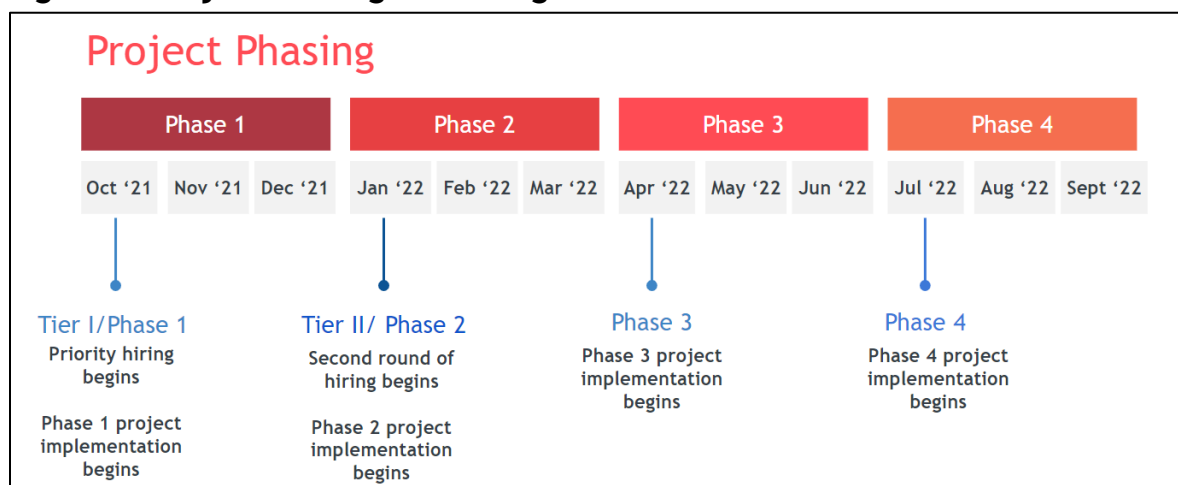 Project Phasing
Phase 1
Phase 2
Phase 3
Phase 4
Oct ‘21
Nov ‘21
Dec ‘21
Jan ‘22
Feb ‘22
Mar ‘22
Apr ‘22
May ‘22
Jun ‘22
Jul ‘22
Aug ‘22
Sept ‘22
Tier I/Phase 1
Priority hiring
begins
Phase 1 project
implementation
begins
Tier II/ Phase 2
Second round of
hiring begins
Phase 2 project
implementation
begins
Phase 3
Phase 3 project
implementation
begins
Phase 4
Phase 4 project
implementation
begins